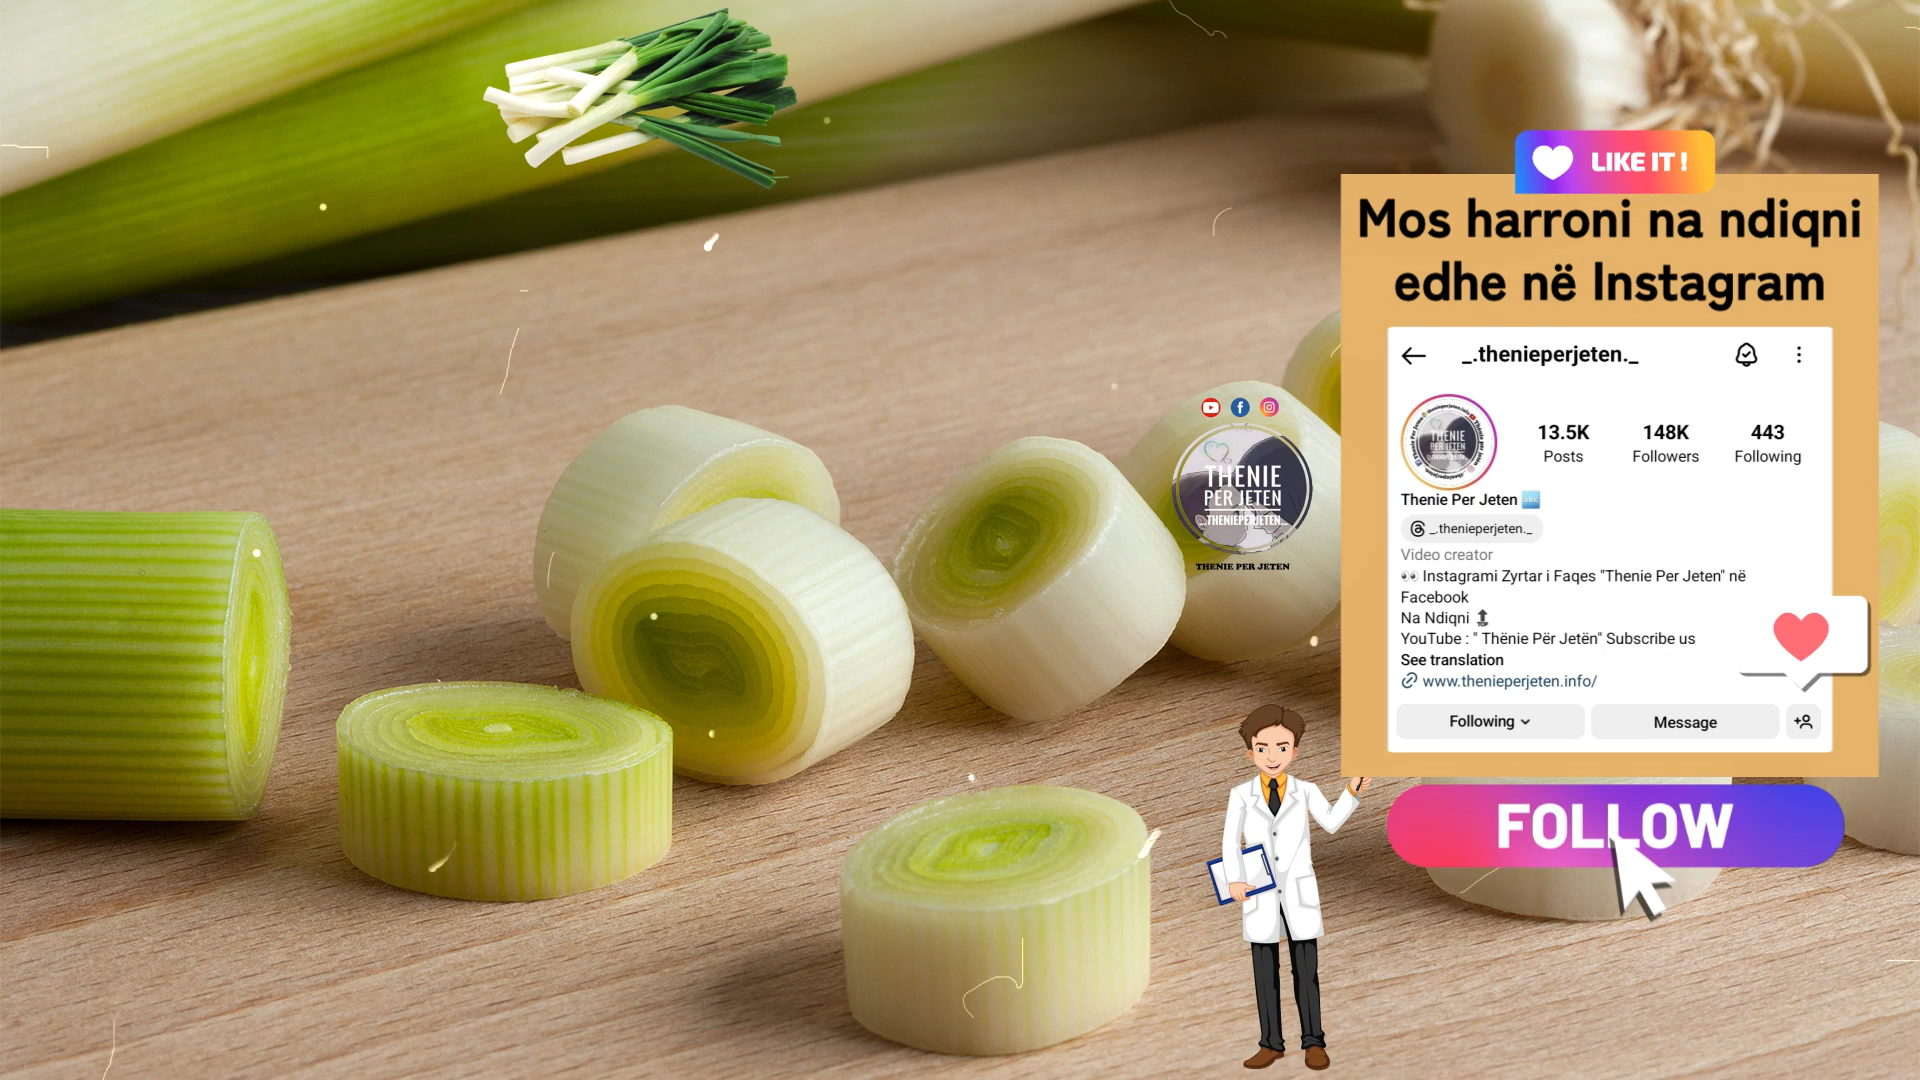 LIKE IT !
Mos harroni na ndiqni
edhe në Instagram
_.thenieperjeten._
13.5K
Posts
148K
Followers
443
Following
Thenie Per Jeten
_.thenieperjeten._
Video creator
Instagrami Zyrtar i Faqes "Thenie Per Jeten" në
Facebook
Na Ndiqni
YouTube : " Thënie Për Jetën" Subscribe us
See translation
www.thenieperjeten.info/
Following
Message
FOLLOW
THENIE
PER JETEN
_.THENIEPERJETEN._
THENIE PER JETEN